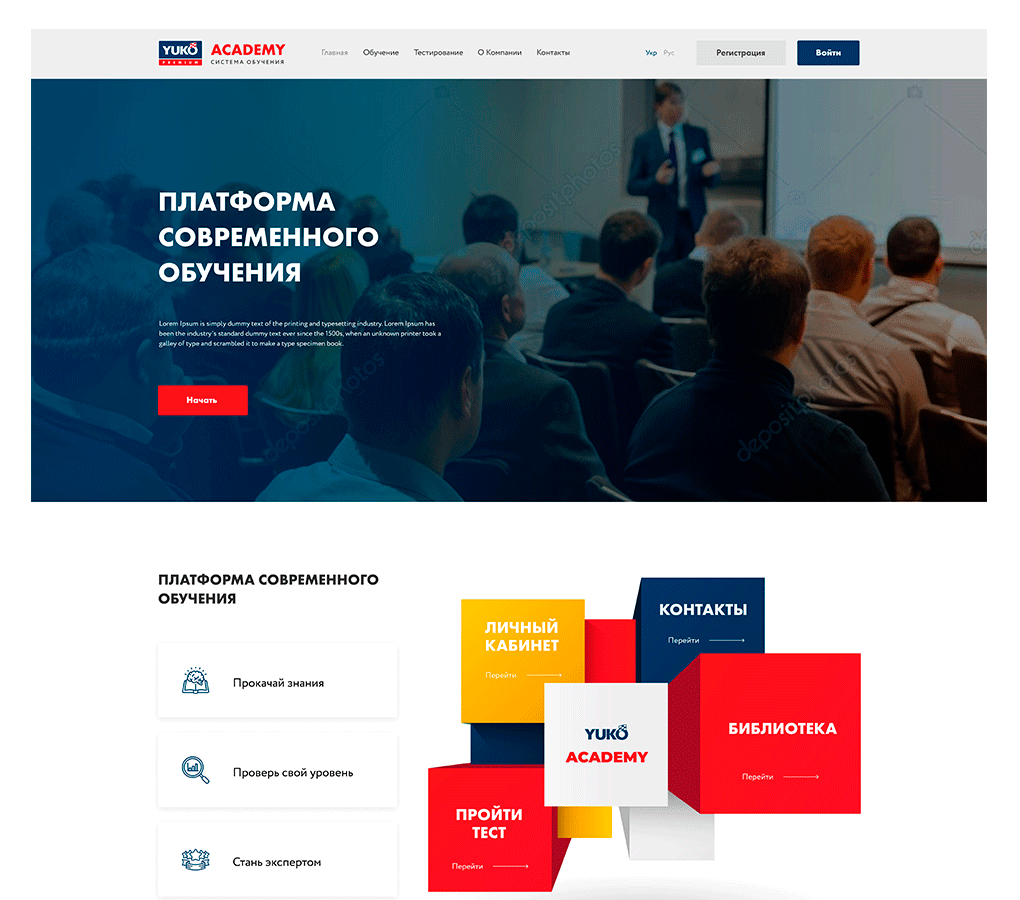 YUKO
PREMIUM
ACADEMY
СИСТЕМА ОБУЧЕНИЯ
Главная Обучение Тестирование О Компании Контакты
Укр Рус
Регистрация
Войти
ПЛАТФОРМА
СОВРЕМЕННОГО
ОБУЧЕНИЯ
Lorem Ipsum is simply dummy text of the printing and typesetting industry. Lorem Ipsum has
been the industry's standard dummy text ever since the 1500s, when an unknown printer took a
galley of type and scrambled it to make a type specimen book.
Начать
depositphotos
depositphotos
depositphotos
ПЛАТФОРМА СОВРЕМЕННОГО
ОБУЧЕНИЯ
Прокачай знания
Проверь свой уровень
Стань экспертом
ЛИЧНЫЙ
КАБИНЕТ
Перейти
КОНТАКТЫ
Перейти
YUKO
ACADEMY
БИБЛИОТЕКА
Перейти
ПРОЙТИ
ТЕСТ
Перейти